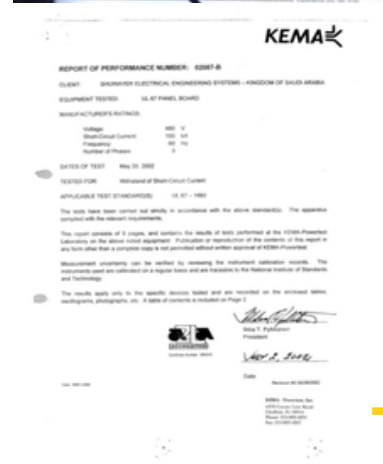 KEMA
REPORT OF PERFORMANCE NUMBER: 02087-B
CLIENT: ELECTRICAL ENGINEERING SYSTEMS – KINGDOM OF SAUDI ARABIA
EQUIPMENT TESTED: UL 67 PANEL BOARD
MANUFACTURER'S RATINGS:
Voltage: 480 V
Short-Circuit Current: 100 kA
Frequency: 60 Hz
Number of Phases: 3
DATES OF TEST: May 20, 2002
TESTED FOR: Withstand of Short Circuit Current
APPLICABLE TEST STANDARD(S): UL 67 – 1993
The tests have been carried out strictly in accordance with the above standard(s). The apparatus
complied with the relevant requirements.
This report consists of 8 pages, and contains the results of tests performed at the KEMA-Powertest
Laboratory on the above noted equipment. Publication or reproduction of the contents of this report in
any form other than a complete copy is not permitted without written approval of KEMA-Powertest.
Measurement uncertainty can be verified by reviewing the instrument calibration records. The
instruments used are calibrated on a regular basis and are traceable to the National Institute of Standards
and Technology.
The results apply only to the specific devices tested and are recorded on the enclosed tables,
oscillograms, photographs, etc. A table of contents is included on Page 2.
President
Date
KEMA- Powertest, Inc.